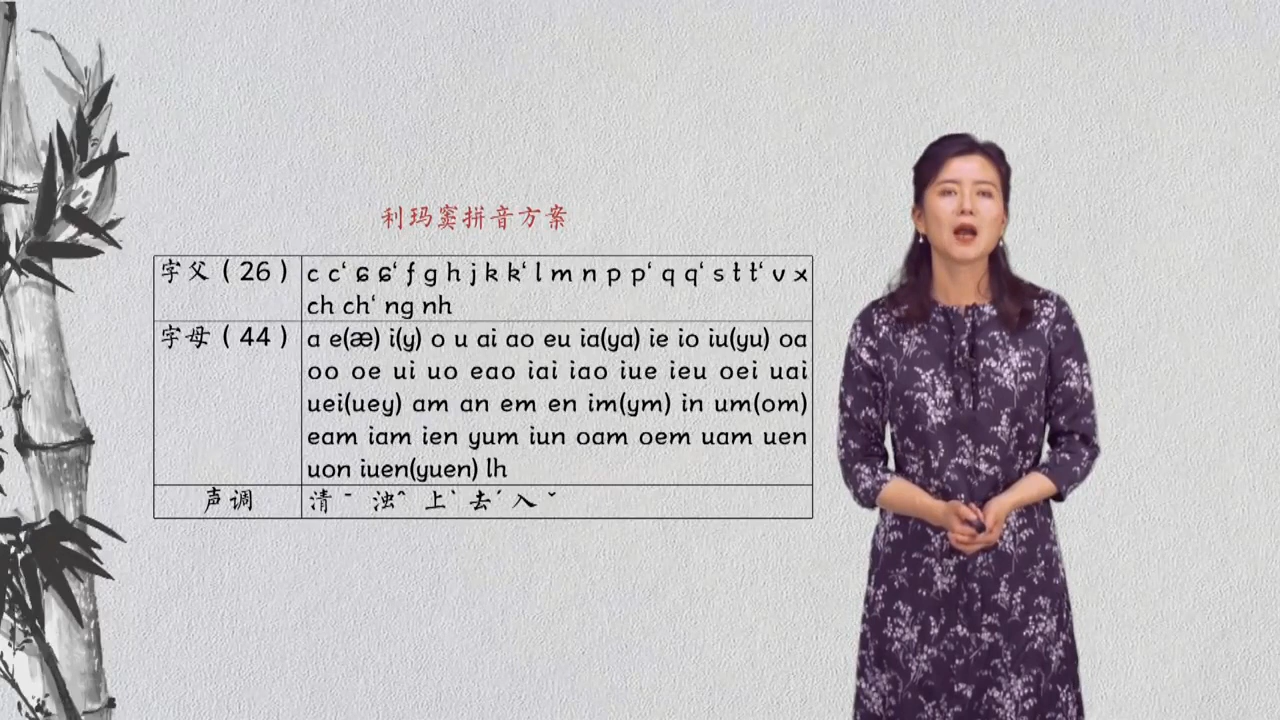 利玛窦拼音方案
字父（26） c c‘ ɕ ɕ‘ f g h j k k‘ l m n p p‘ q q‘ s t t‘ v x
ch ch‘ ng nh
字母（44） a e(æ) i(y) o u ai ao eu ia(ya) ie io iu(yu) oa
oo oe ui uo eao iai iao iue ieu oei uai
uei(uey) am an em en im(ym) in um(om)
eam iam ien yum iun oam oem uam uen
uon iuen(yuen) lh
声调 清ˉ 浊ˆ 上ˋ 去ˊ 入ˇ